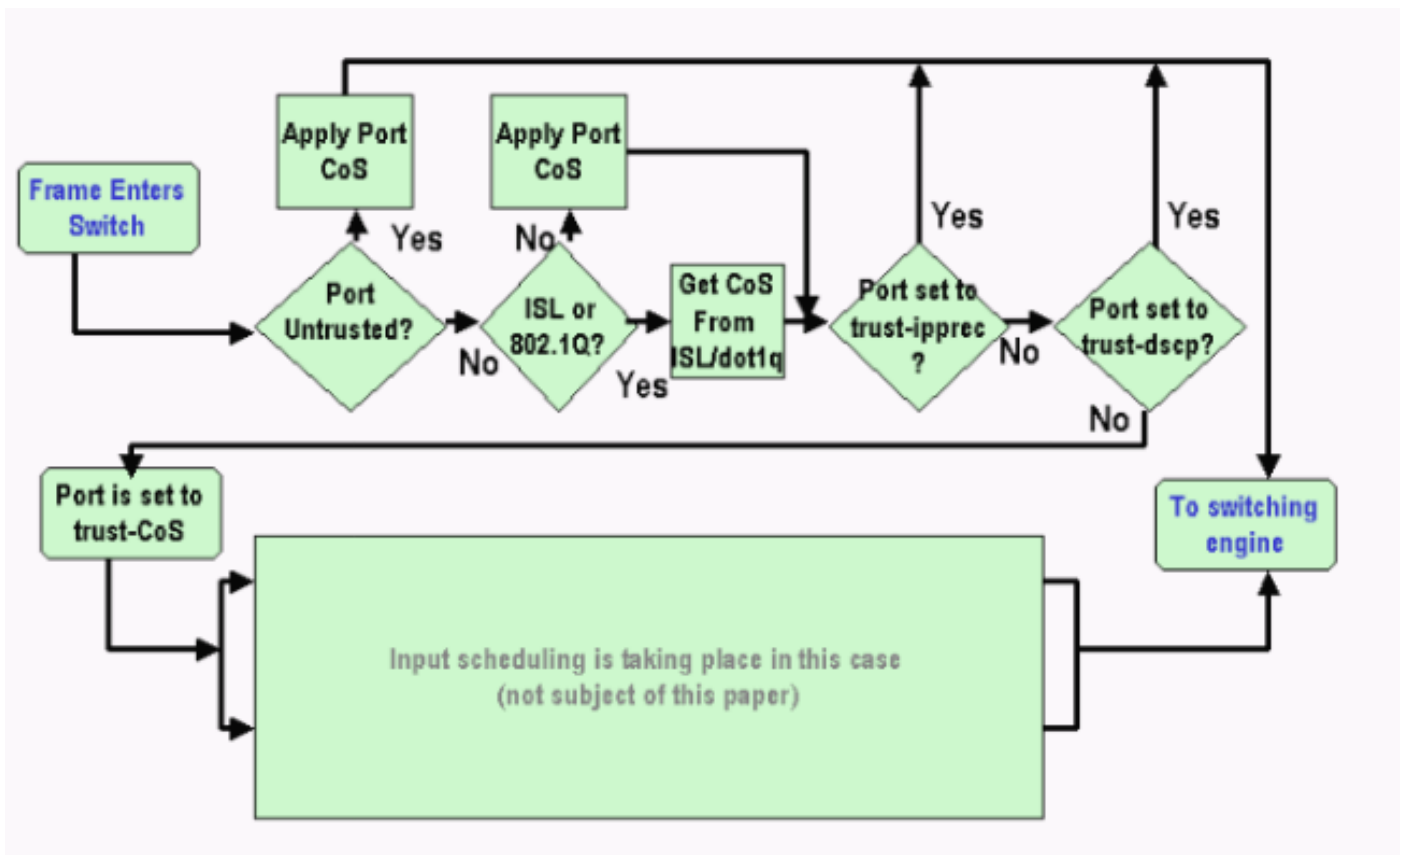 Frame Enters
Switch
Apply Port
CoS
Yes
Port
Untrusted?
No
Apply Port
CoS
No
ISL or
802.1Q?
Yes
Get CoS
From
ISL/dot1q
Yes
Port set to
trust-ipprec
?
No
Yes
Port set to
trust-dscp?
No
Port is set to
trust-CoS
Input scheduling is taking place in this case
(not subject of this paper)
To switching
engine